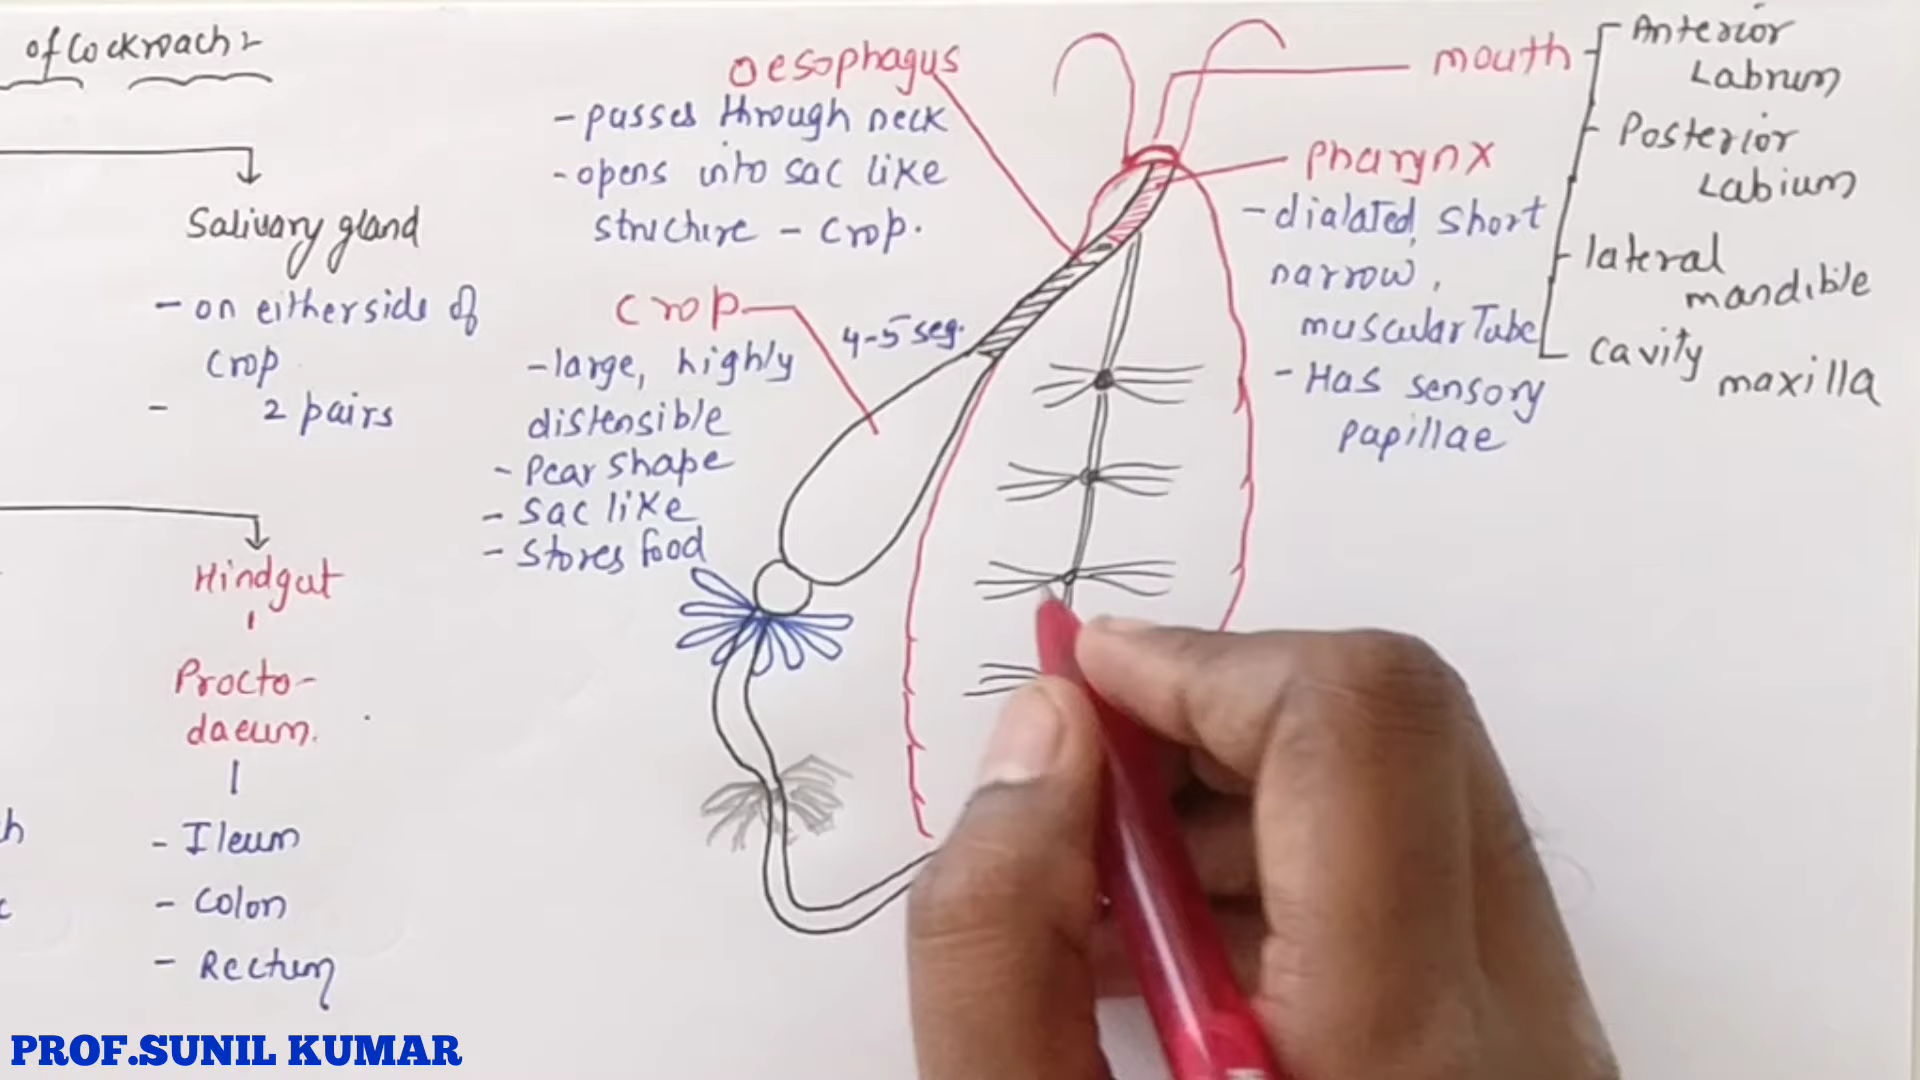 of Cockroach:
Salivary gland
- on either side of
crop
- 2 pairs
Hindgut
Procto-
daeum.
- Ileum
- Colon
- Rectum
Oesophagus
- passes through neck
- opens into sac like
structure - crop.
Crop
4-5 seg.
- large, highly
distensible
- Pear shape
- Sac like
- Stores food
mouth
Pharynx
- dialated, short
narrow,
muscular Tube
- Has sensory
papillae
Anterior
Labrum
Posterior
Labium
lateral
mandible
cavity
maxilla
PROF.SUNIL KUMAR